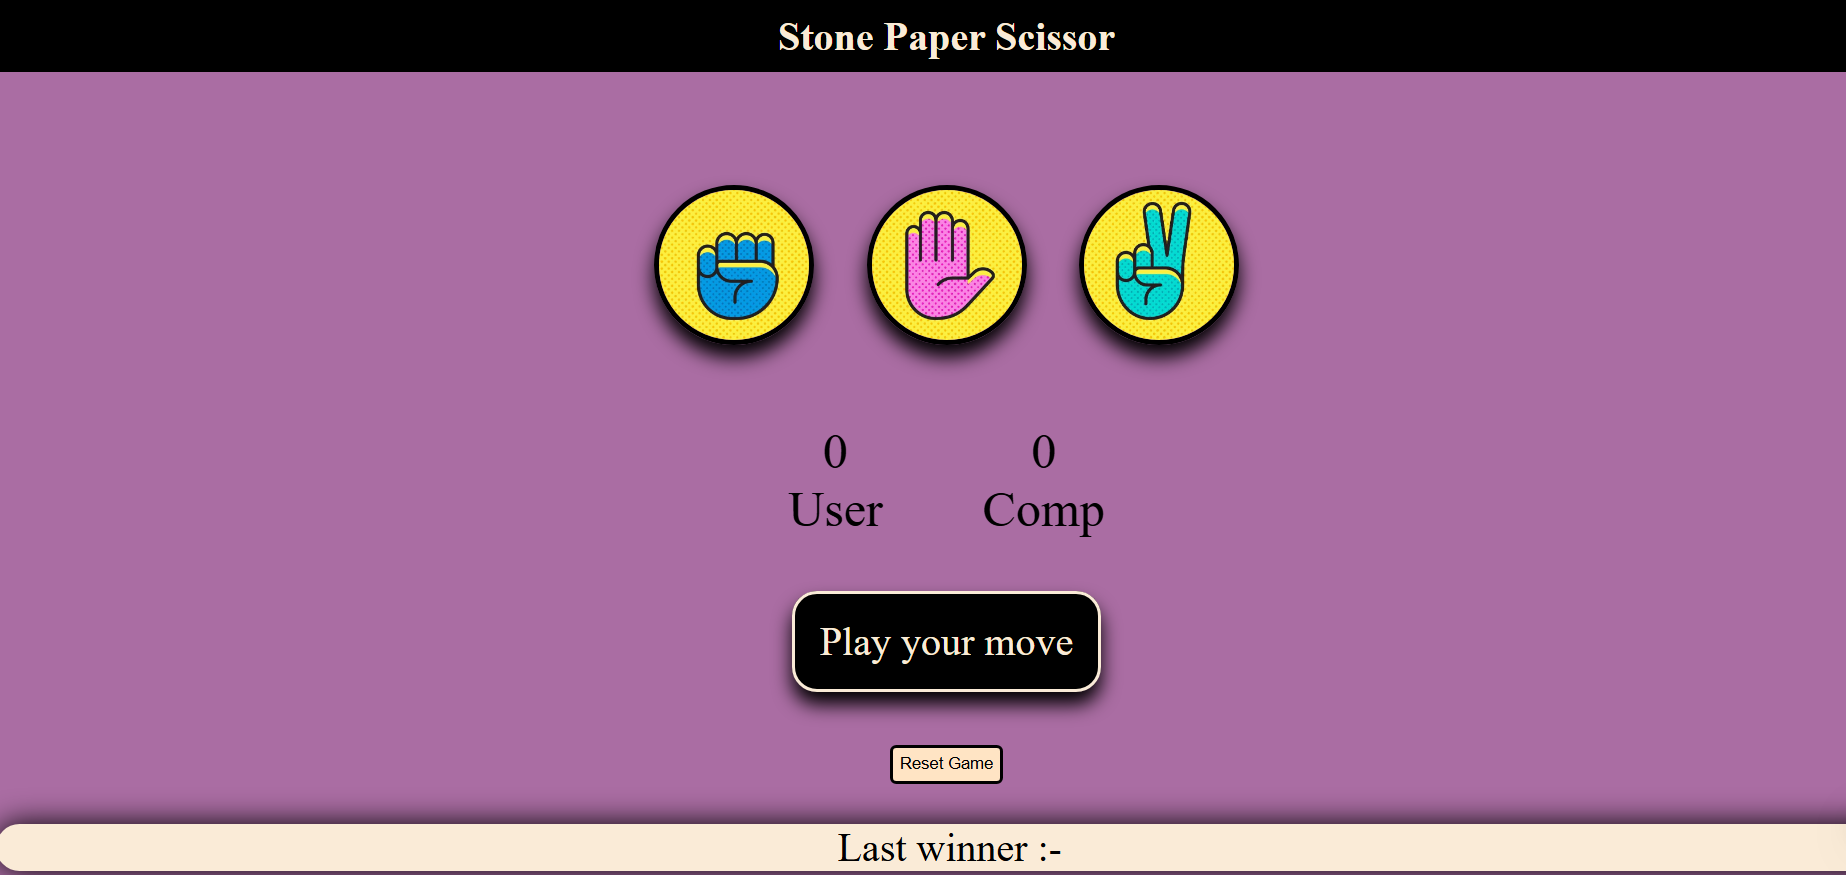 Stone Paper Scissor
0 0
User Comp
Play your move
Reset Game
Last winner :-